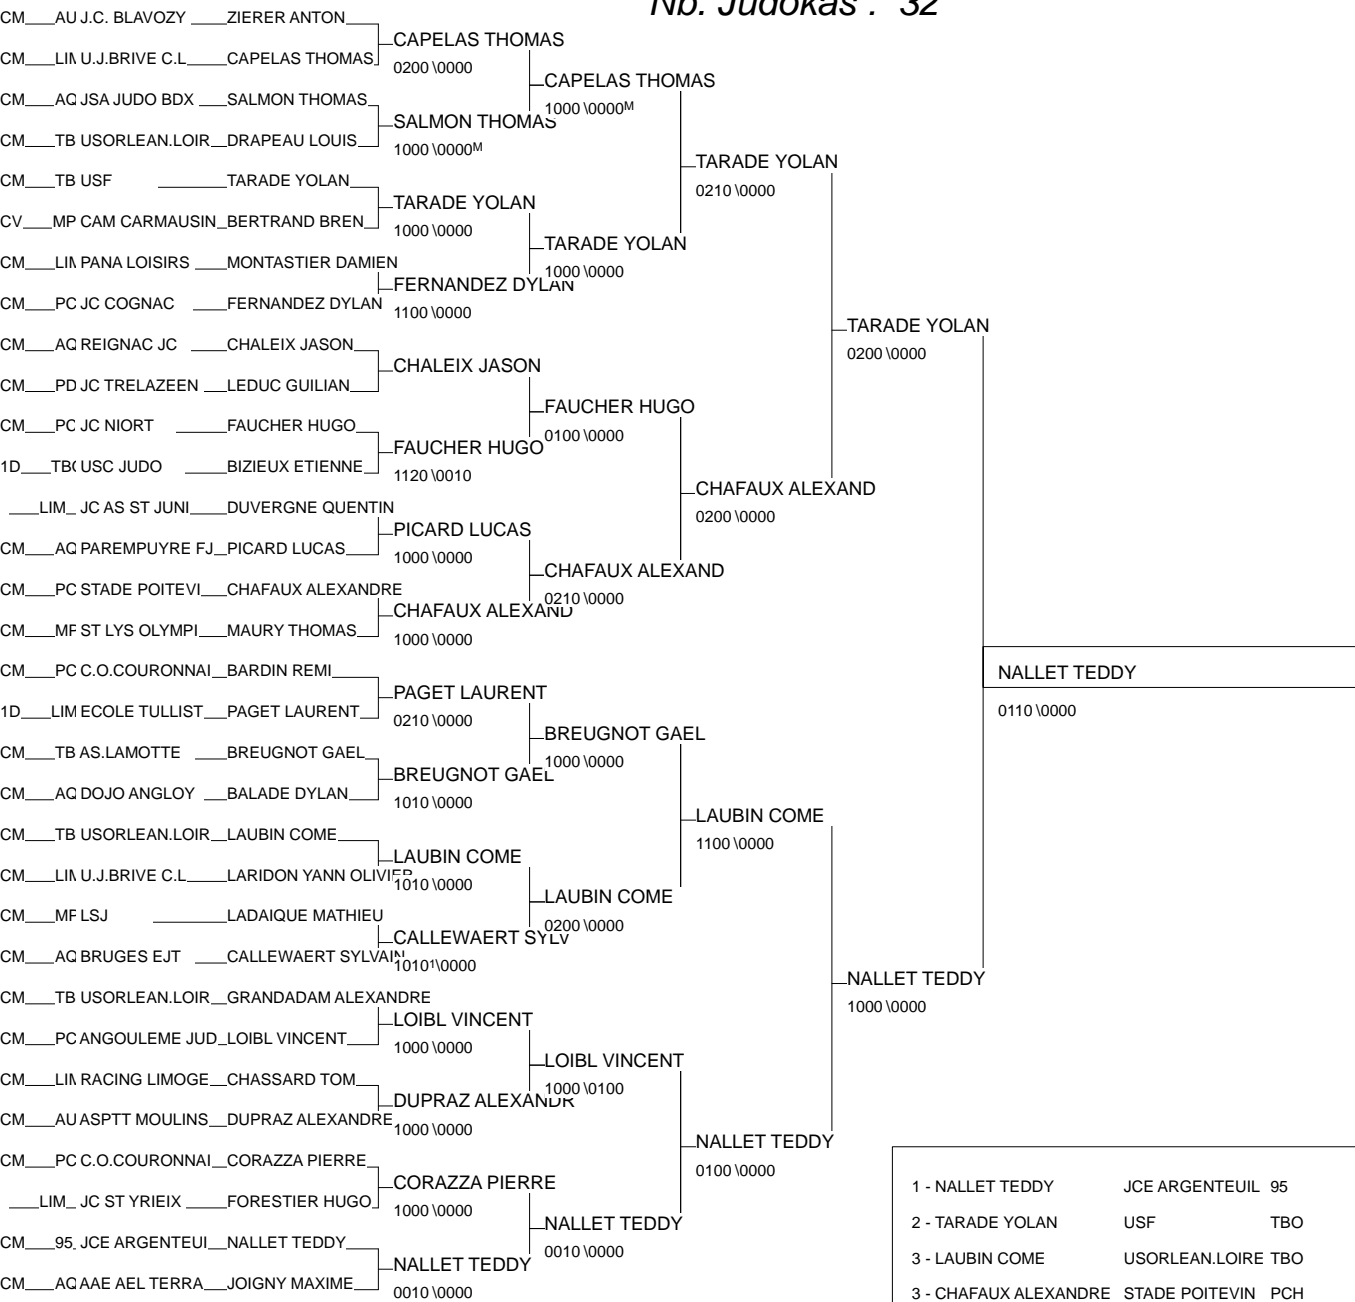 Nb. Judokas : 32
CM AU J.C. BLAVOZY ZIERER ANTON
CAPELAS THOMAS
CM LIM U.J.BRIVE C.L CAPELAS THOMAS
0200 \0000
CAPELAS THOMAS
CM AQ JSA JUDO BDX SALMON THOMAS
1000 \0000M
SALMON THOMAS
CM TB USORLEAN.LOIR DRAPEAU LOUIS
1000 \0000M
TARADE YOLAN
CM TB USF TARADE YOLAN
0210 \0000
TARADE YOLAN
CV MP CAM CARMAUSIN BERTRAND BREN
1000 \0000
TARADE YOLAN
CM LIM PANA LOISIRS MONTASTIER DAMIEN
1000 \0000
FERNANDEZ DYLAN
CM PC JC COGNAC FERNANDEZ DYLAN
1100 \0000
TARADE YOLAN
CM AQ REIGNAC JC CHALEIX JASON
0200 \0000
CHALEIX JASON
CM PD JC TRELAZEEN LEDUC GUILIAN
FAUCHER HUGO
CM PC JC NIORT FAUCHER HUGO
0100 \0000
FAUCHER HUGO
1D TBO USC JUDO BIZIEUX ETIENNE
1120 \0010
CHAFAUX ALEXAND
LIM JC AS ST JUNI DUVERGNE QUENTIN
0200 \0000
PICARD LUCAS
CM AQ PAREMPUYRE FJ PICARD LUCAS
1000 \0000
CHAFAUX ALEXAND
CM PC STADE POITEVI CHAFAUX ALEXANDRE
0210 \0000
CHAFAUX ALEXAND
CM MP ST LYS OLYMPI MAURY THOMAS
1000 \0000
CM PC C.O.COURONNAI BARDIN REMI
NALLET TEDDY
PAGET LAURENT
1D LIM ECOLE TULLIST PAGET LAURENT
0110 \0000
0210 \0000
BREUGNOT GAEL
CM TB AS.LAMOTTE BREUGNOT GAEL
1000 \0000
BREUGNOT GAEL
CM AQ DOJO ANGLOY BALADE DYLAN
1010 \0000
LAUBIN COME
CM TB USORLEAN.LOIR LAUBIN COME
1100 \0000
LAUBIN COME
CM LIM U.J.BRIVE C.L LARIDON YANN OLIVIER
1010 \0000
LAUBIN COME
CM MP LSJ LADAIQUE MATHIEU
0200 \0000
CALLEWAERT SYLV
CM AQ BRUGES EJT CALLEWAERT SYLVAIN
1010¹\0000
NALLET TEDDY
CM TB USORLEAN.LOIR GRANDADAM ALEXANDRE
1000 \0000
LOIBL VINCENT
CM PC ANGOULEME JUD LOIBL VINCENT
1000 \0000
LOIBL VINCENT
CM LIM RACING LIMOGE CHASSARD TOM
1000 \0100
DUPRAZ ALEXANDR
CM AU ASPTT MOULINS DUPRAZ ALEXANDRE
1000 \0000
NALLET TEDDY
CM PC C.O.COURONNAI CORAZZA PIERRE
0100 \0000
CORAZZA PIERRE
LIM JC ST YRIEIX FORESTIER HUGO
1000 \0000
NALLET TEDDY
CM 95 JCE ARGENTEUI NALLET TEDDY
0010 \0000
NALLET TEDDY
CM AQ AAE AEL TERRA JOIGNY MAXIME
0010 \0000
1 - NALLET TEDDY JCE ARGENTEUIL 95
2 - TARADE YOLAN USF TBO
3 - LAUBIN COME USORLEAN.LOIRE TBO
3 - CHAFAUX ALEXANDRE STADE POITEVIN PCH